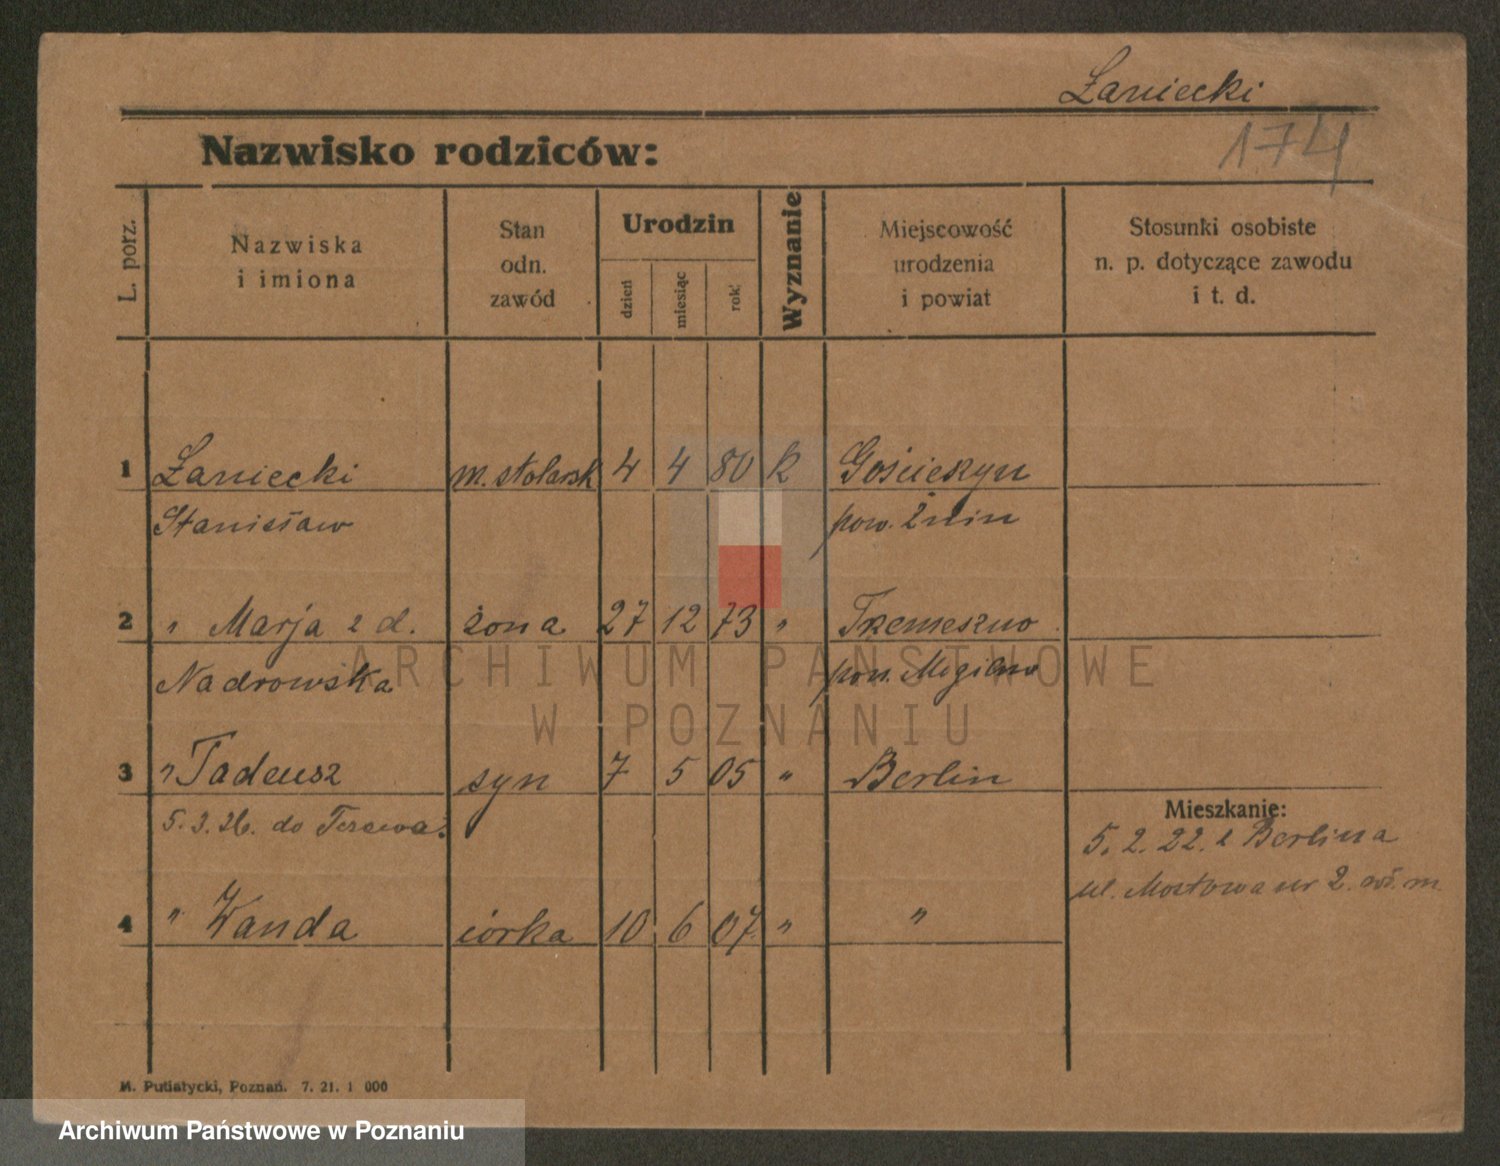 Łaniecki
174
Nazwisko rodziców:
L. porz.
Nazwiska
i imiona
Stan
odn.
zawód
Urodzin
dzień
miesiąc
rok
Wyznanie
Miejscowość
urodzenia
i powiat
Stosunki osobiste
n. p. dotyczące zawodu
i t. d.
1 Łaniecki m. stolarsk 4 4 80 k Gościeszyn
Stanisław pow. Żnin
2 " Marja z d. żona 27 12 73 " Trzemeszno
Nadrowska pow. Mogilno
3 " Tadeusz syn 7 5 05 " Berlin
5. 3. 26. do
Mieszkanie:
5. 2. 22. z Berlina
ul. Mostowa nr 2. m.
4 " Wanda córka 10 6 07. " "
M. Putiatycki, Poznań. 7. 21. 1 000
ARCHIWUM PAŃSTWOWE
W POZNANIU
Archiwum Państwowe w Poznaniu